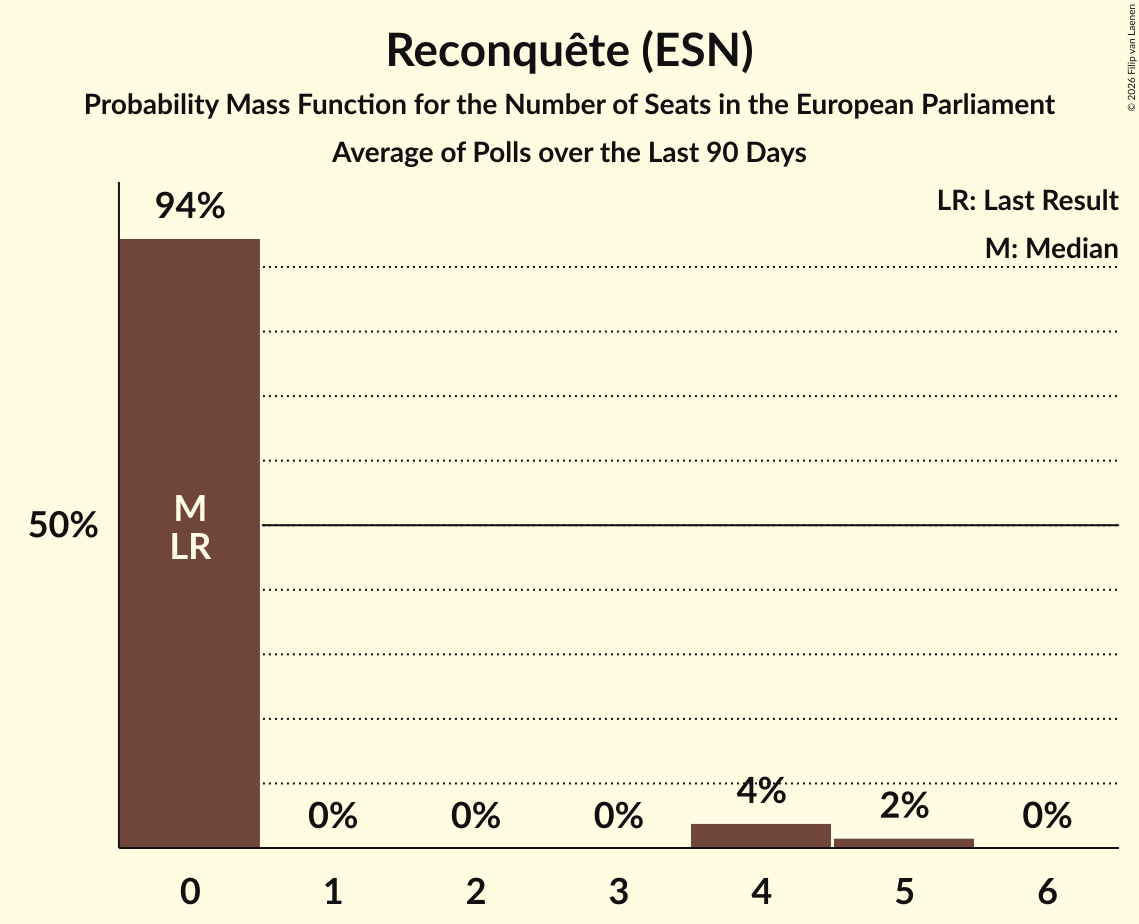 Reconquête (ESN)
Probability Mass Function for the Number of Seats in the European Parliament
Average of Polls over the Last 90 Days
© 2026 Filip van Laenen
LR: Last Result
M: Median
94%
50%
M
LR
0%
0%
0%
4%
2%
0%
0
1
2
3
4
5
6